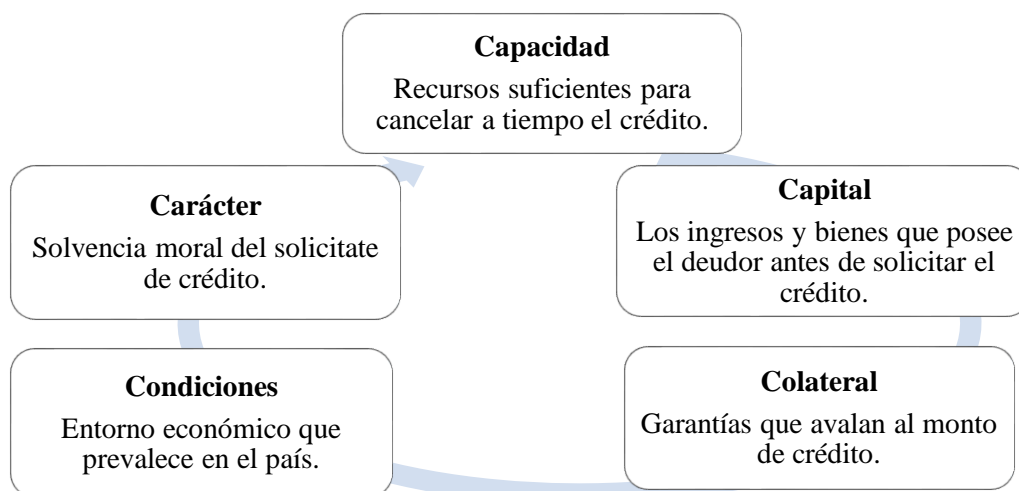 Capacidad
Recursos suficientes para
cancelar a tiempo el crédito.
Capital
Los ingresos y bienes que posee
el deudor antes de solicitar el
crédito.
Colateral
Garantías que avalan al monto
de crédito.
Condiciones
Entorno económico que
prevalece en el país.
Carácter
Solvencia moral del solicitate
de crédito.